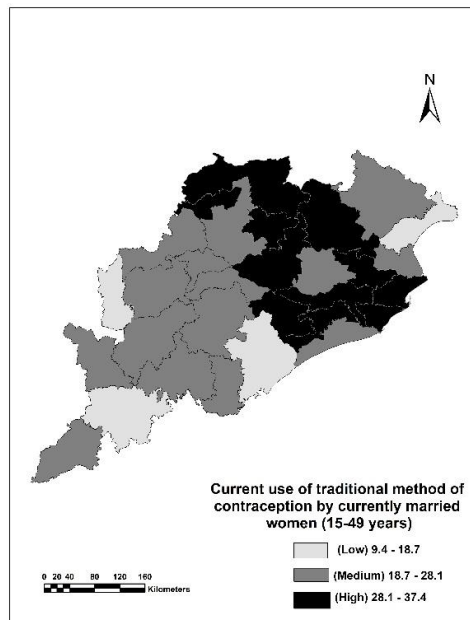 N
Current use of traditional method of
contraception by currently married
women (15-49 years)
(Low) 9.4 - 18.7
(Medium) 18.7 - 28.1
(High) 28.1 - 37.4
0 20 40 80 120 160
Kilometers